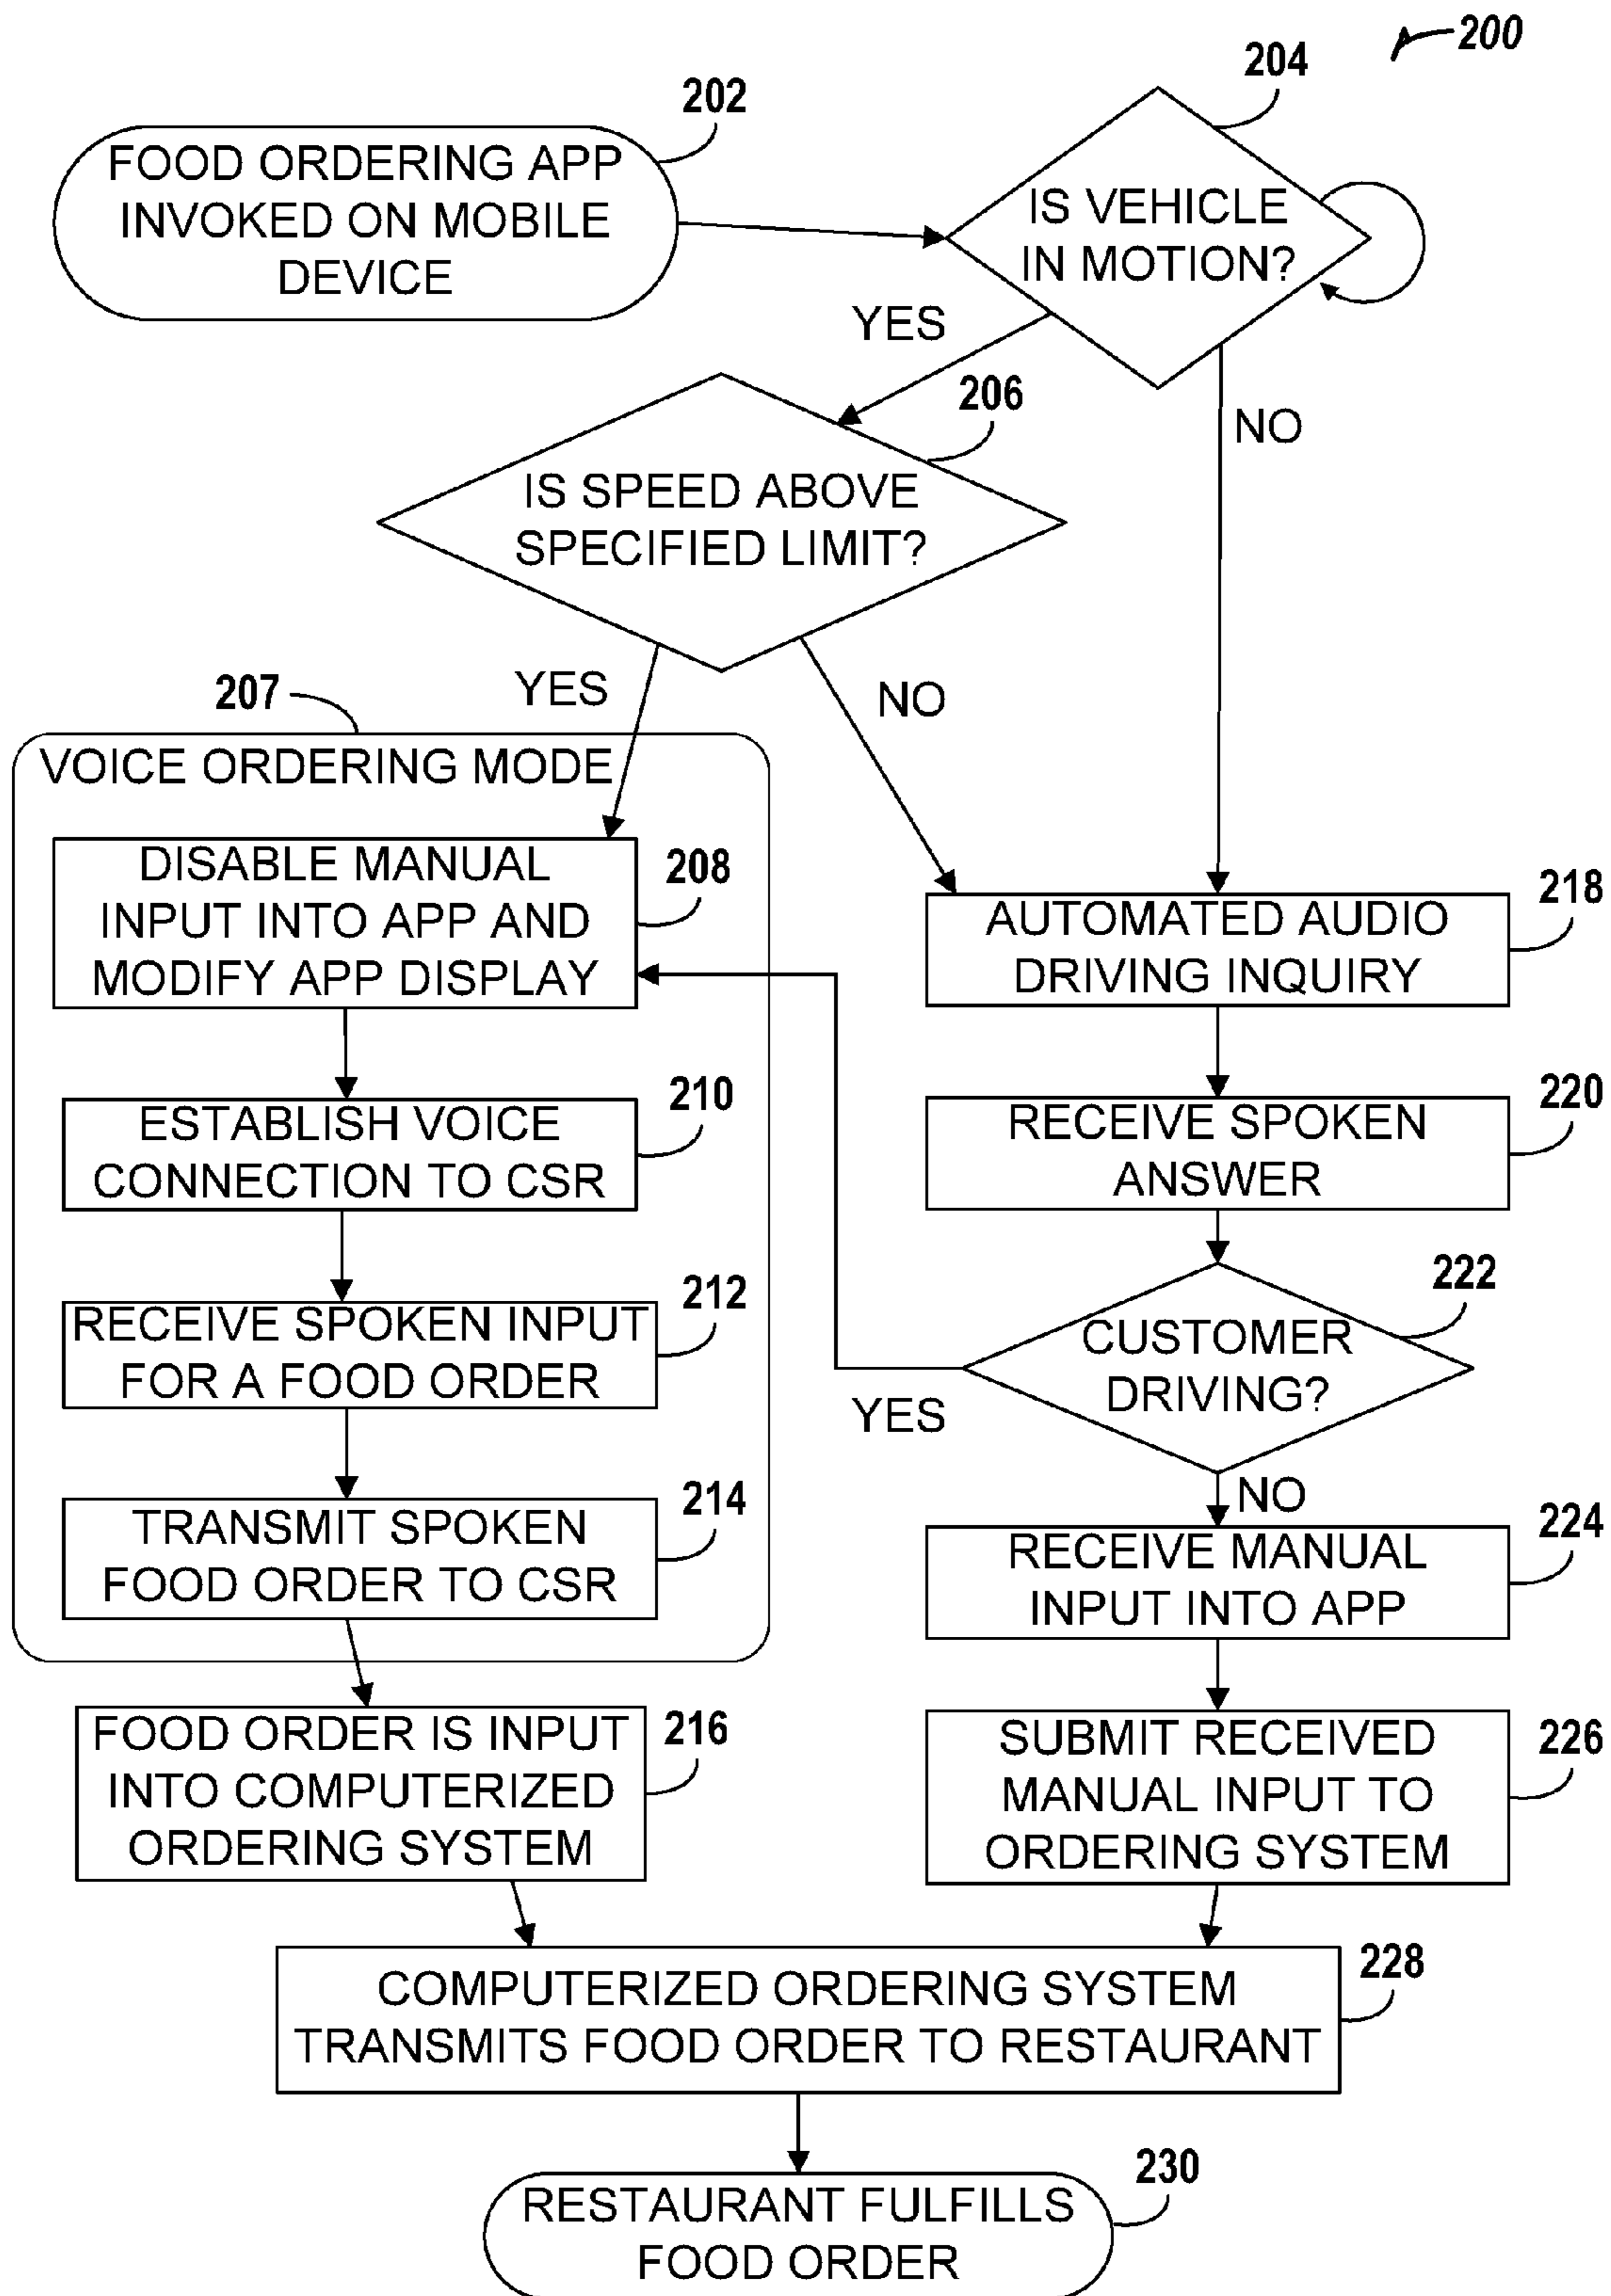 200
204
202
FOOD ORDERING APP
INVOKED ON MOBILE
DEVICE
IS VEHICLE
IN MOTION?
YES
NO
206
IS SPEED ABOVE
SPECIFIED LIMIT?
YES
NO
207
VOICE ORDERING MODE
208
DISABLE MANUAL
INPUT INTO APP AND
MODIFY APP DISPLAY
210
ESTABLISH VOICE
CONNECTION TO CSR
212
RECEIVE SPOKEN INPUT
FOR A FOOD ORDER
214
TRANSMIT SPOKEN
FOOD ORDER TO CSR
216
FOOD ORDER IS INPUT
INTO COMPUTERIZED
ORDERING SYSTEM
218
AUTOMATED AUDIO
DRIVING INQUIRY
220
RECEIVE SPOKEN
ANSWER
222
CUSTOMER
DRIVING?
YES
NO
224
RECEIVE MANUAL
INPUT INTO APP
226
SUBMIT RECEIVED
MANUAL INPUT TO
ORDERING SYSTEM
228
COMPUTERIZED ORDERING SYSTEM
TRANSMITS FOOD ORDER TO RESTAURANT
230
RESTAURANT FULFILLS
FOOD ORDER